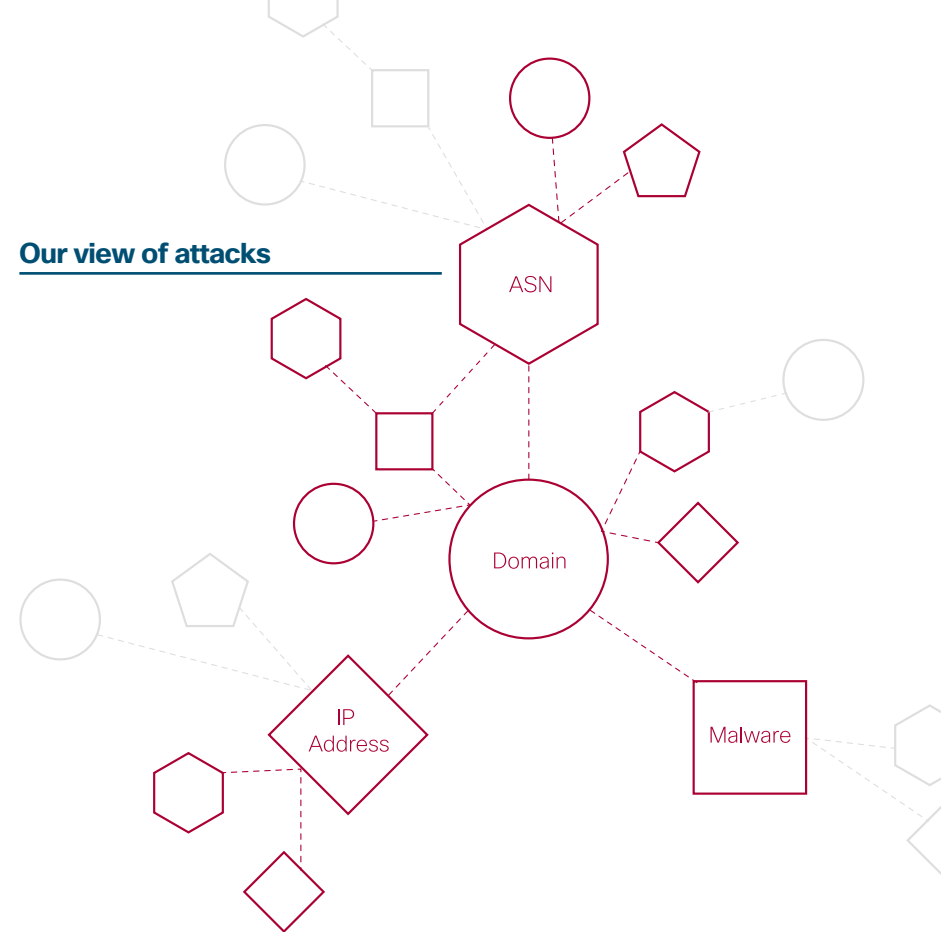 Our view of attacks
ASN
Domain
IP
Address
Malware